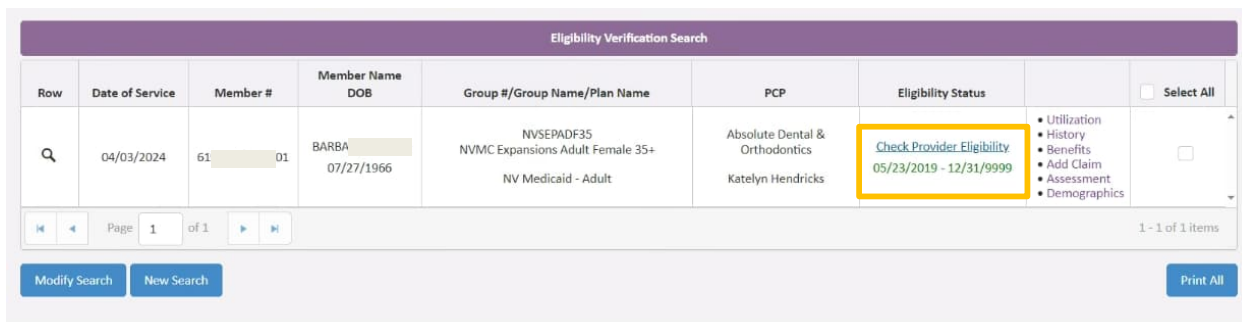 Eligibility Verification Search
Row
Date of Service
Member #
Member Name
DOB
Group #/Group Name/Plan Name
PCP
Eligibility Status
Select All
04/03/2024
61 01
BARBA
07/27/1966
NVSEPADF35
NVMC Expansions Adult Female 35+
NV Medicaid - Adult
Absolute Dental &
Orthodontics
Katelyn Hendricks
Check Provider Eligibility
05/23/2019 - 12/31/9999
• Utilization
• History
• Benefits
• Add Claim
• Assessment
• Demographics
Page 1 of 1
1 - 1 of 1 items
Modify Search
New Search
Print All